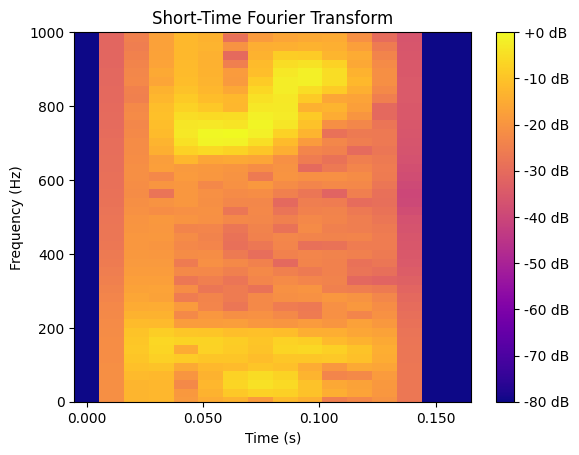 Short-Time Fourier Transform
1000
800
600
400
200
0
Frequency (Hz)
0.000
0.050
0.100
0.150
Time (s)
+0 dB
-10 dB
-20 dB
-30 dB
-40 dB
-50 dB
-60 dB
-70 dB
-80 dB